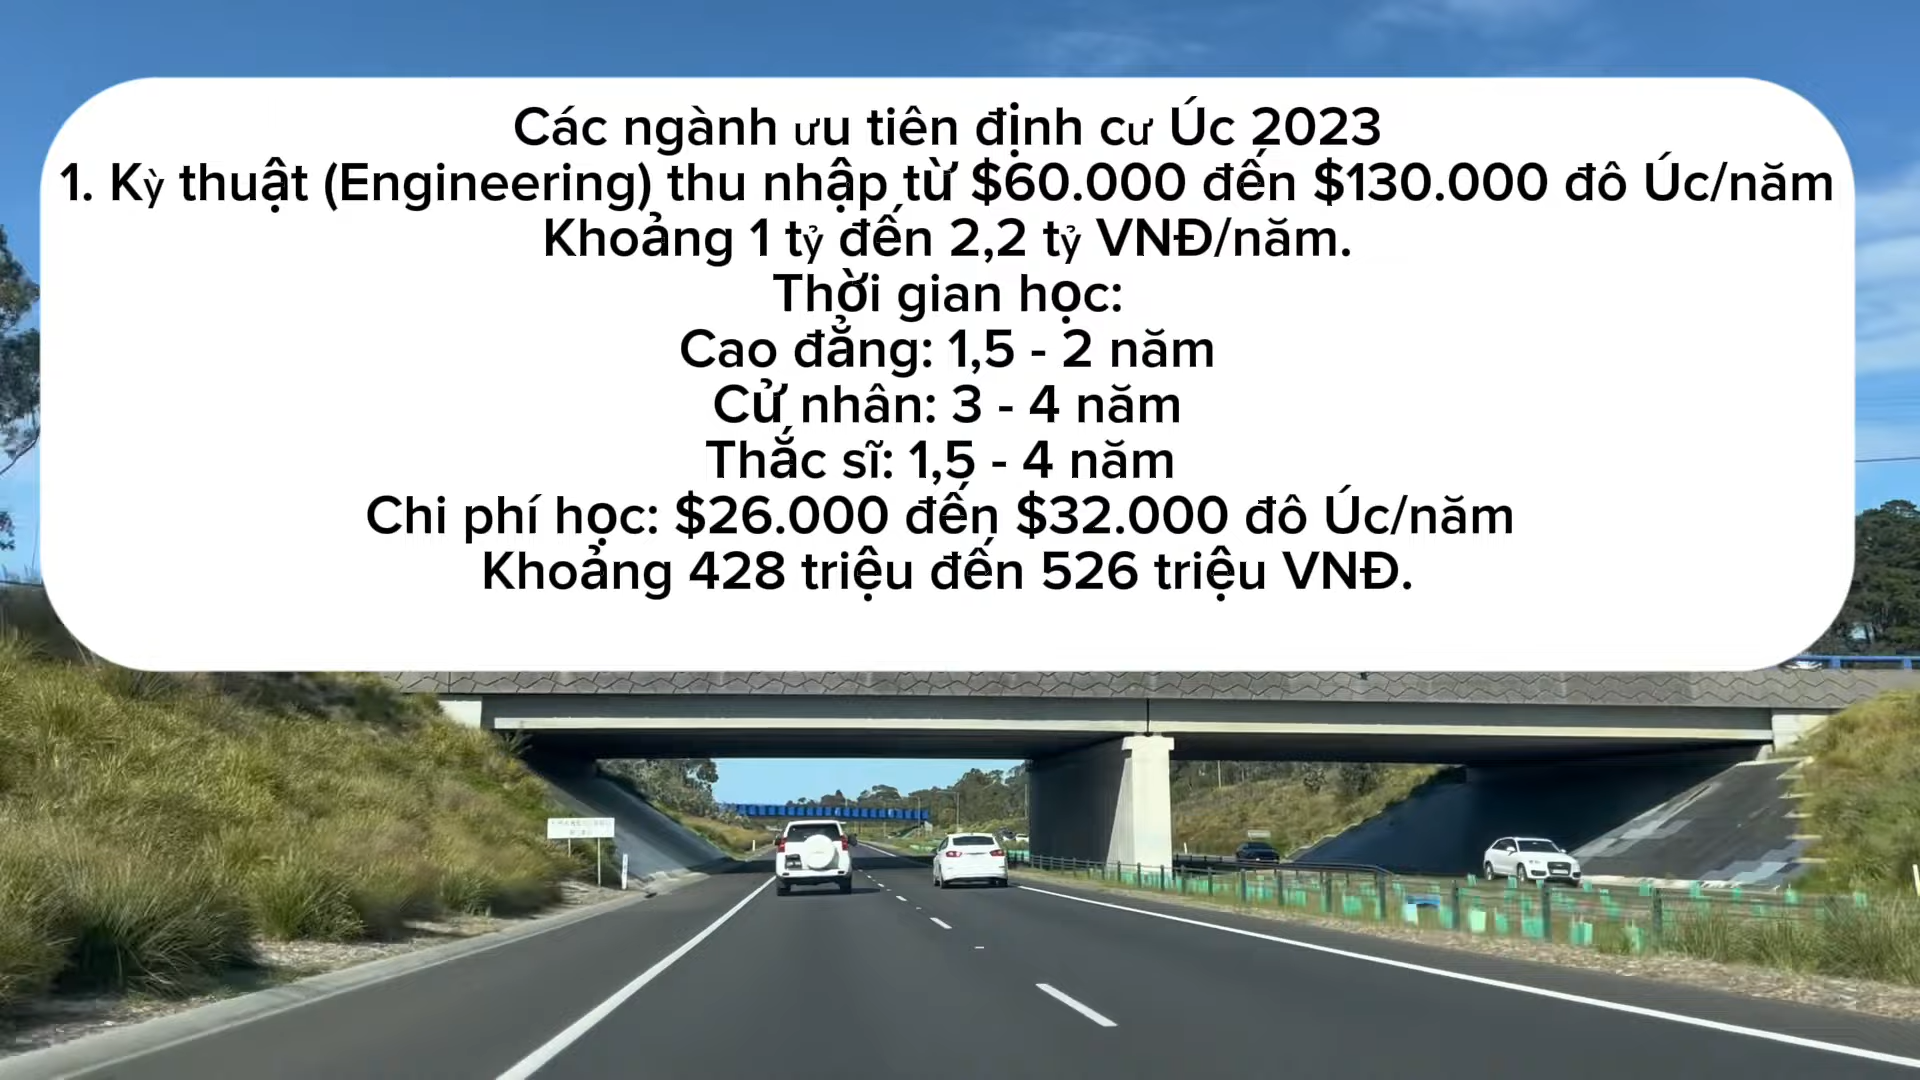 Các ngành ưu tiên định cư Úc 2023
1. Kỳ thuật (Engineering) thu nhập từ $60.000 đến $130.000 đô Úc/năm
Khoảng 1 tỷ đến 2,2 tỷ VNĐ/năm.
Thời gian học:
Cao đẳng: 1,5 - 2 năm
Cử nhân: 3 - 4 năm
Thắc sĩ: 1,5 - 4 năm
Chi phí học: $26.000 đến $32.000 đô Úc/năm
Khoảng 428 triệu đến 526 triệu VNĐ.